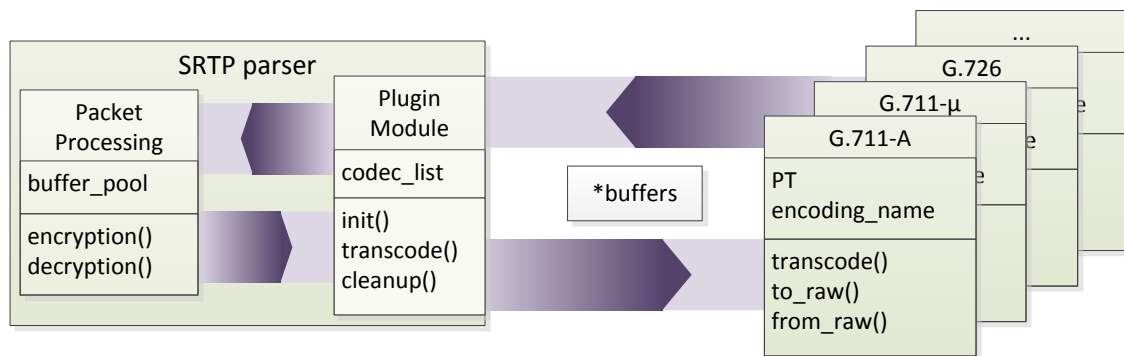 SRTP parser
Packet
Processing
buffer_pool
encryption()
decryption()
Plugin
Module
codec_list
init()
transcode()
cleanup()
*buffers
...
G.726
G.711-μ
G.711-A
PT
encoding_name
transcode()
to_raw()
from_raw()